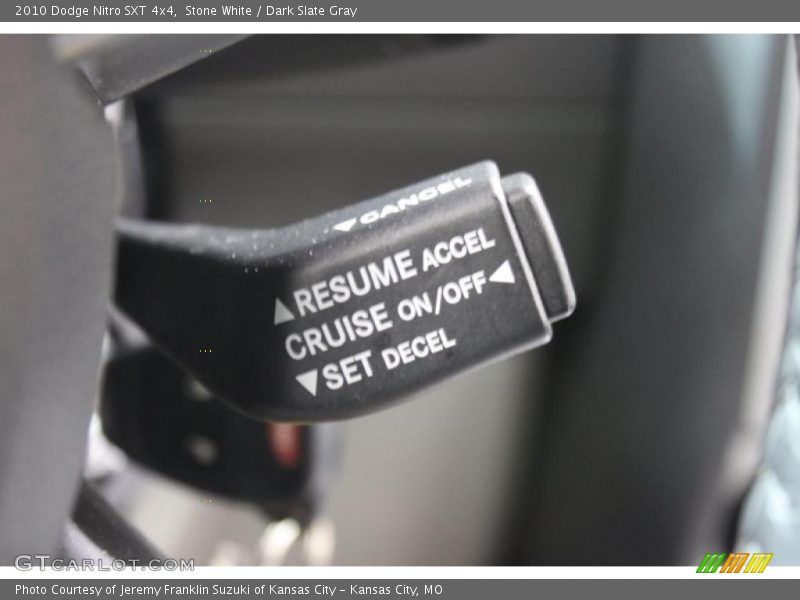 2010 Dodge Nitro SXT 4x4, Stone White / Dark Slate Gray
▼CANCEL
▲RESUME ACCEL
CRUISE ON/OFF◀
▼SET DECEL
GTCARLOT.COM
Photo Courtesy of Jeremy Franklin Suzuki of Kansas City – Kansas City, MO